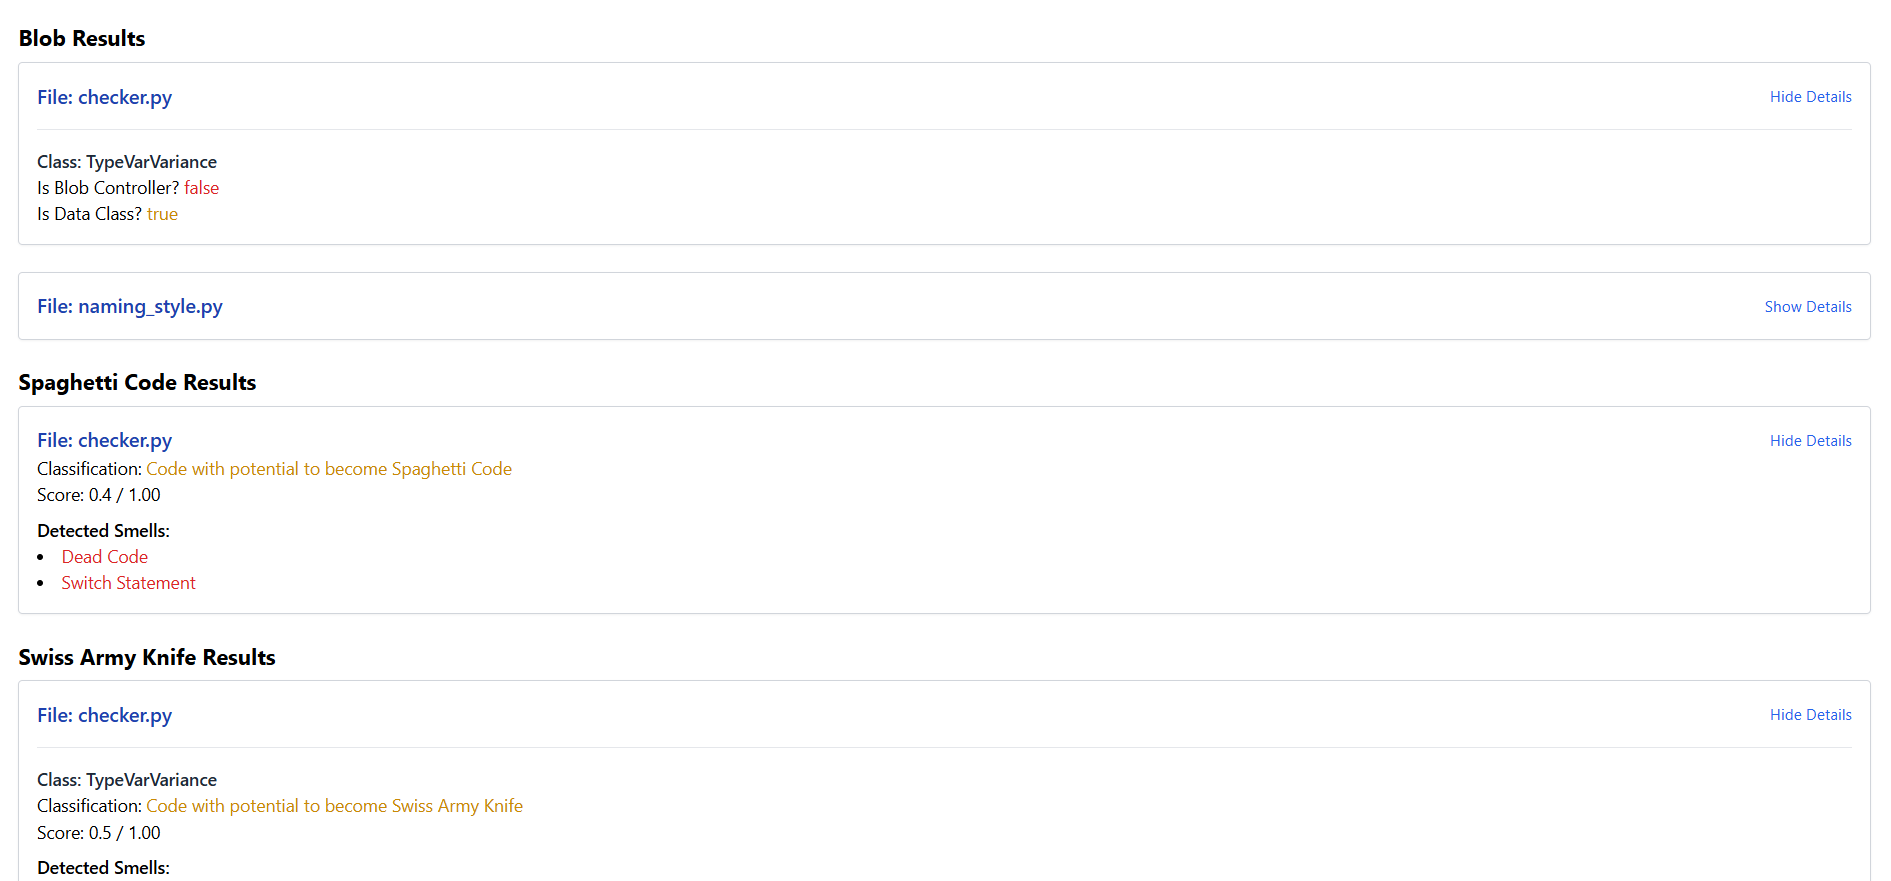 Blob Results
File: checker.py
Hide Details
Class: TypeVarVariance
Is Blob Controller? false
Is Data Class? true
File: naming_style.py
Show Details
Spaghetti Code Results
File: checker.py
Hide Details
Classification: Code with potential to become Spaghetti Code
Score: 0.4 / 1.00
Detected Smells:
• Dead Code
• Switch Statement
Swiss Army Knife Results
File: checker.py
Hide Details
Class: TypeVarVariance
Classification: Code with potential to become Swiss Army Knife
Score: 0.5 / 1.00
Detected Smells: